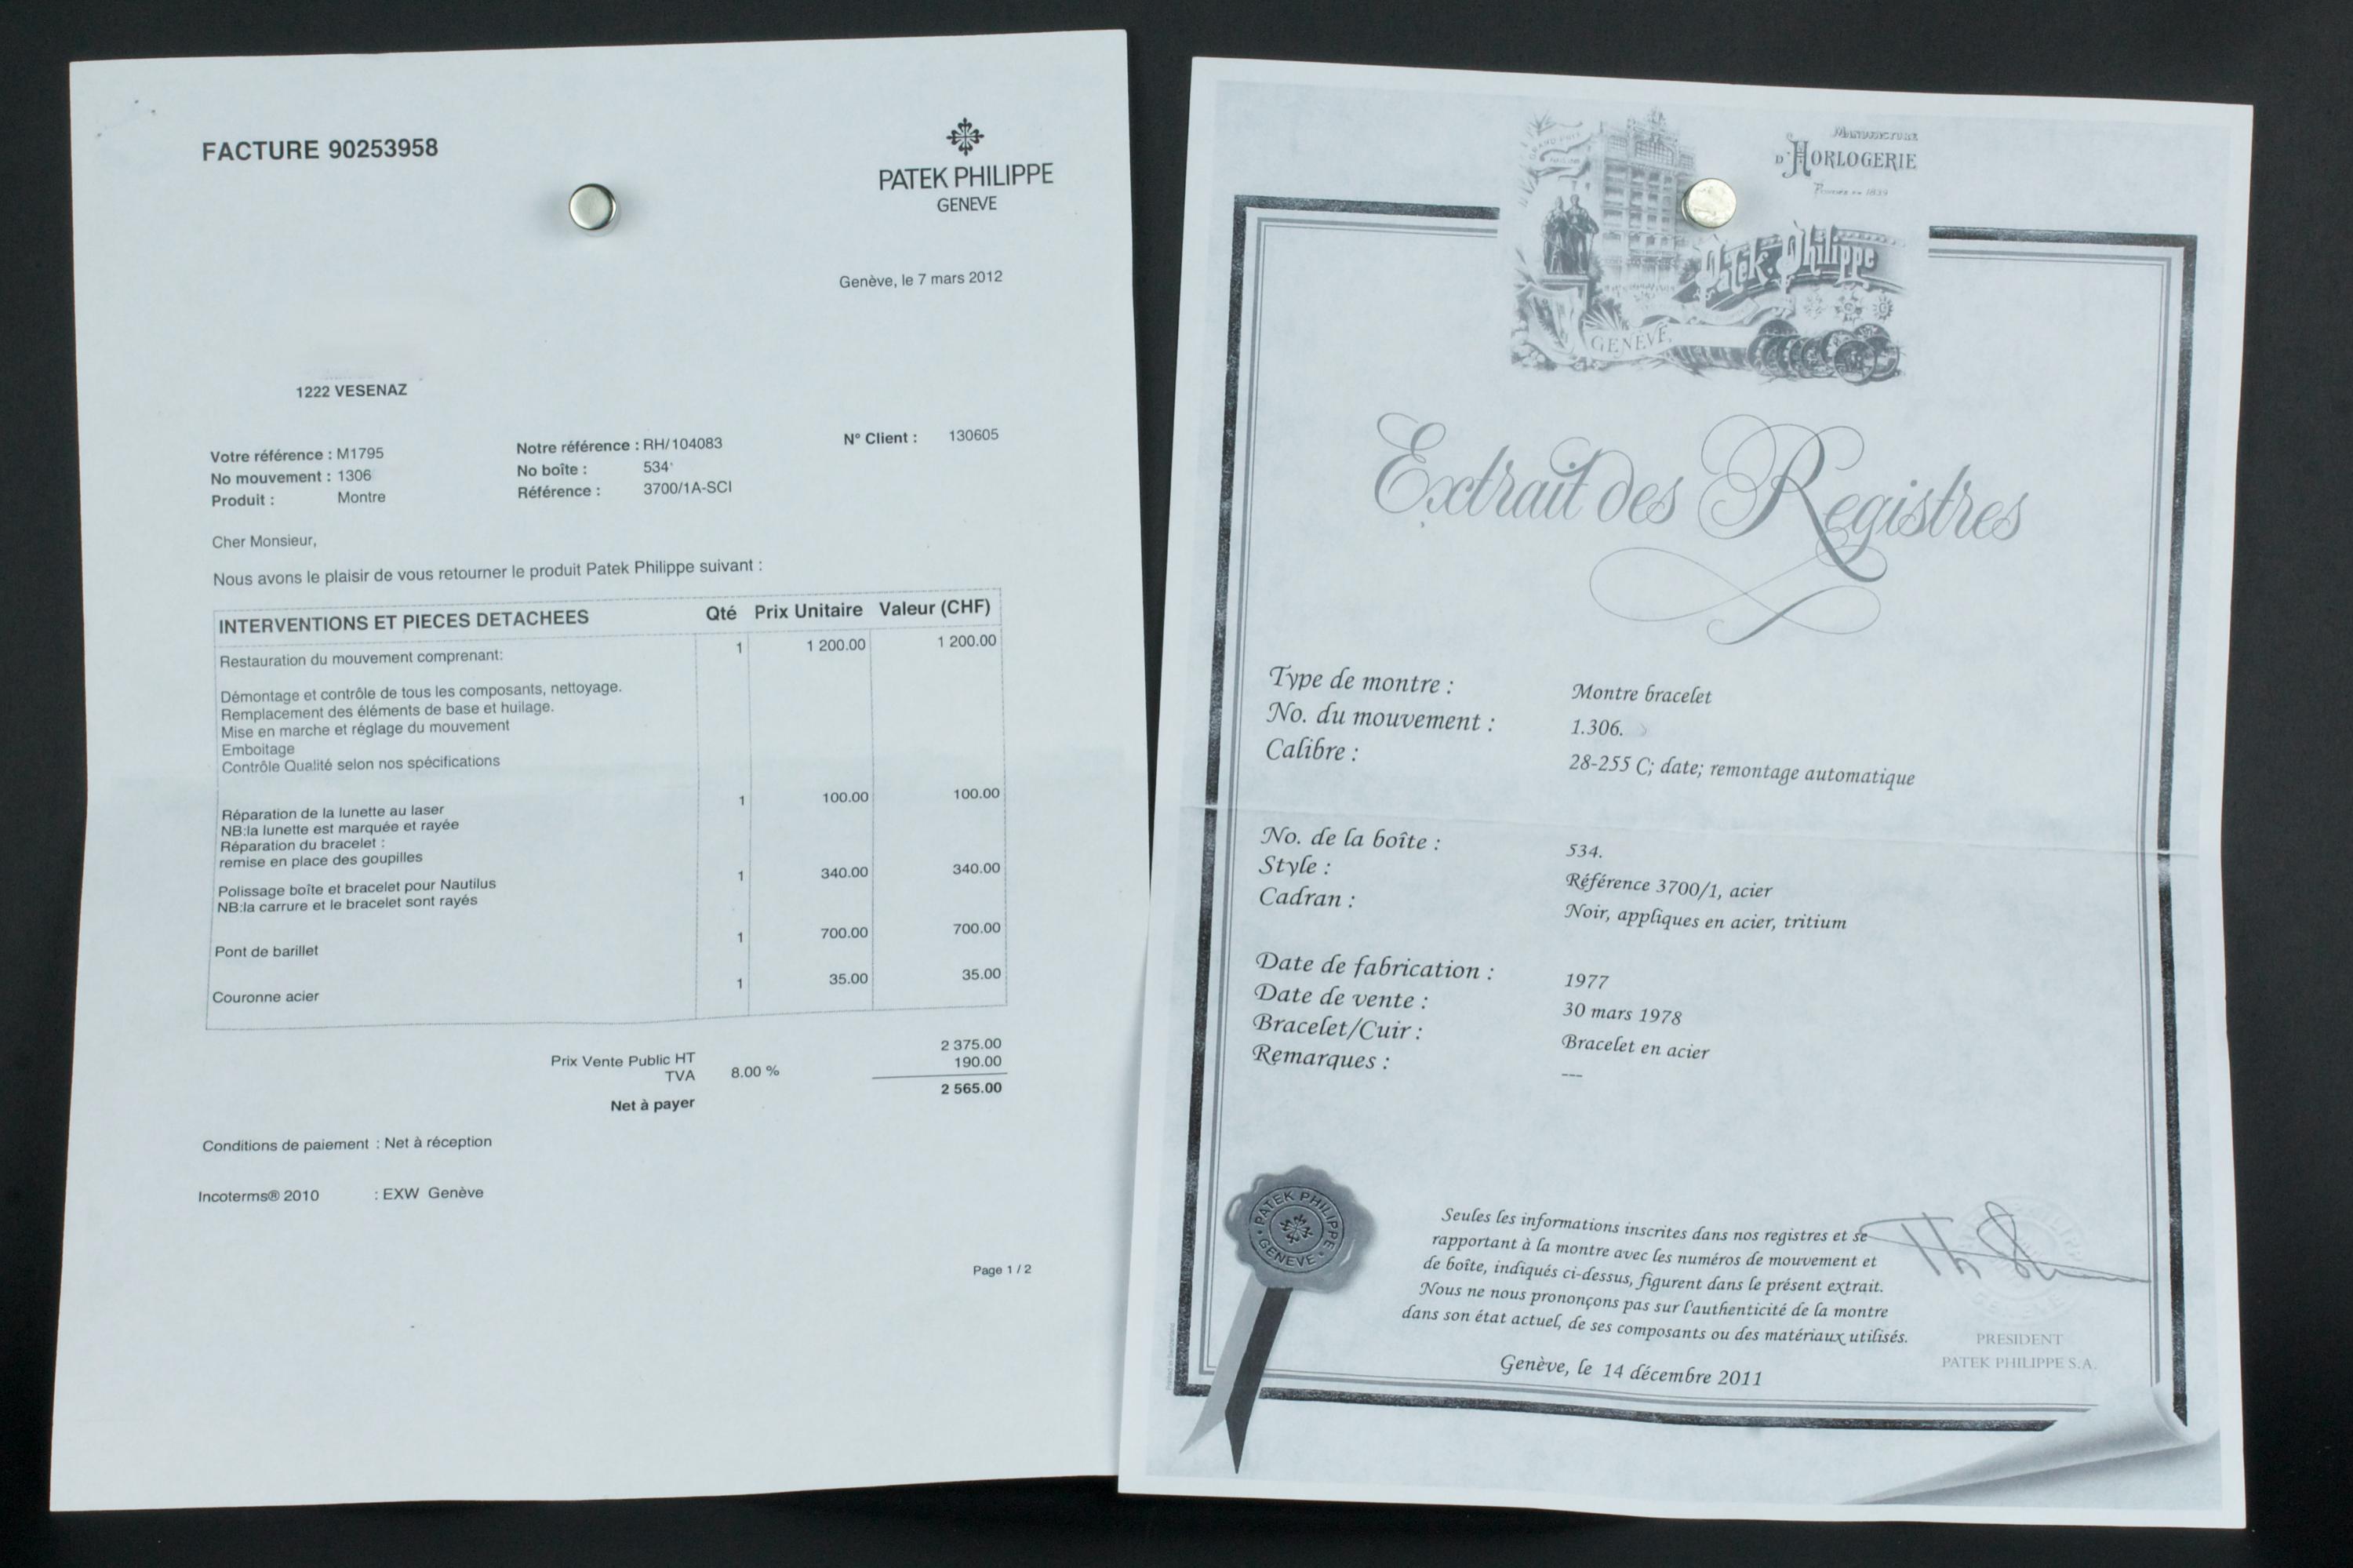 FACTURE 90253958
PATEK PHILIPPE
GENEVE
Genève, le 7 mars 2012
1222 VESENAZ
Votre référence : M1795
No mouvement : 1306
Produit : Montre
Notre référence : RH/104083
No boîte : 534
Référence : 3700/1A-SCI
N° Client : 130605
Cher Monsieur,
Nous avons le plaisir de vous retourner le produit Patek Philippe suivant :
INTERVENTIONS ET PIECES DETACHEES Qté Prix Unitaire Valeur (CHF)
Restauration du mouvement comprenant: 1 1 200.00 1 200.00
Démontage et contrôle de tous les composants, nettoyage.
Remplacement des éléments de base et huilage.
Mise en marche et réglage du mouvement
Emboitage
Contrôle Qualité selon nos spécifications
Réparation de la lunette au laser 1 100.00 100.00
NB:la lunette est marquée et rayée
Réparation du bracelet :
remise en place des goupilles
Polissage boîte et bracelet pour Nautilus 1 340.00 340.00
NB:la carrure et le bracelet sont rayés
Pont de barillet 1 700.00 700.00
Couronne acier 1 35.00 35.00
Prix Vente Public HT 2 375.00
TVA 8.00 % 190.00
Net à payer 2 565.00
Conditions de paiement : Net à réception
Incoterms® 2010 : EXW Genève
Page 1 / 2
MANUFACTURE
D'HORLOGERIE
Patek Philippe
GENÈVE
Extrait des Registres
Type de montre : Montre bracelet
No. du mouvement : 1.306.
Calibre : 28-255 C; date; remontage automatique
No. de la boîte : 534.
Style : Référence 3700/1, acier
Cadran : Noir, appliques en acier, tritium
Date de fabrication : 1977
Date de vente : 30 mars 1978
Bracelet/Cuir : Bracelet en acier
Remarques : ---
PATEK PHILIPPE
GENEVE
Seules les informations inscrites dans nos registres et se
rapportant à la montre avec les numéros de mouvement et
de boîte, indiqués ci-dessus, figurent dans le présent extrait.
Nous ne nous prononçons pas sur l'authenticité de la montre
dans son état actuel, de ses composants ou des matériaux utilisés.
Genève, le 14 décembre 2011
PRESIDENT
PATEK PHILIPPE S.A.